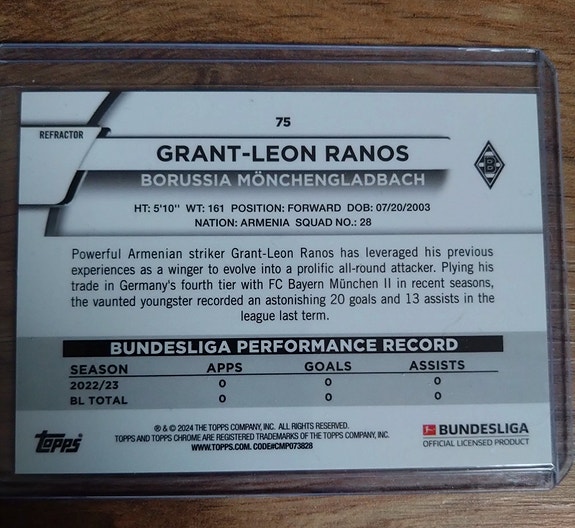 75
REFRACTOR
GRANT-LEON RANOS
BORUSSIA MÖNCHENGLADBACH
B
HT: 5'10" WT: 161 POSITION: FORWARD DOB: 07/20/2003
NATION: ARMENIA SQUAD NO.: 28
Powerful Armenian striker Grant-Leon Ranos has leveraged his previous
experiences as a winger to evolve into a prolific all-round attacker. Plying his
trade in Germany's fourth tier with FC Bayern München II in recent seasons,
the vaunted youngster recorded an astonishing 20 goals and 13 assists in the
league last term.
BUNDESLIGA PERFORMANCE RECORD
SEASON APPS GOALS ASSISTS
2022/23 0 0 0
BL TOTAL 0 0 0
Topps
® & © 2024 THE TOPPS COMPANY, INC. ALL RIGHTS RESERVED.
TOPPS AND TOPPS CHROME ARE REGISTERED TRADEMARKS OF THE TOPPS COMPANY, INC.
WWW.TOPPS.COM. CODE#CMP073828
BUNDESLIGA
OFFICIAL LICENSED PRODUCT